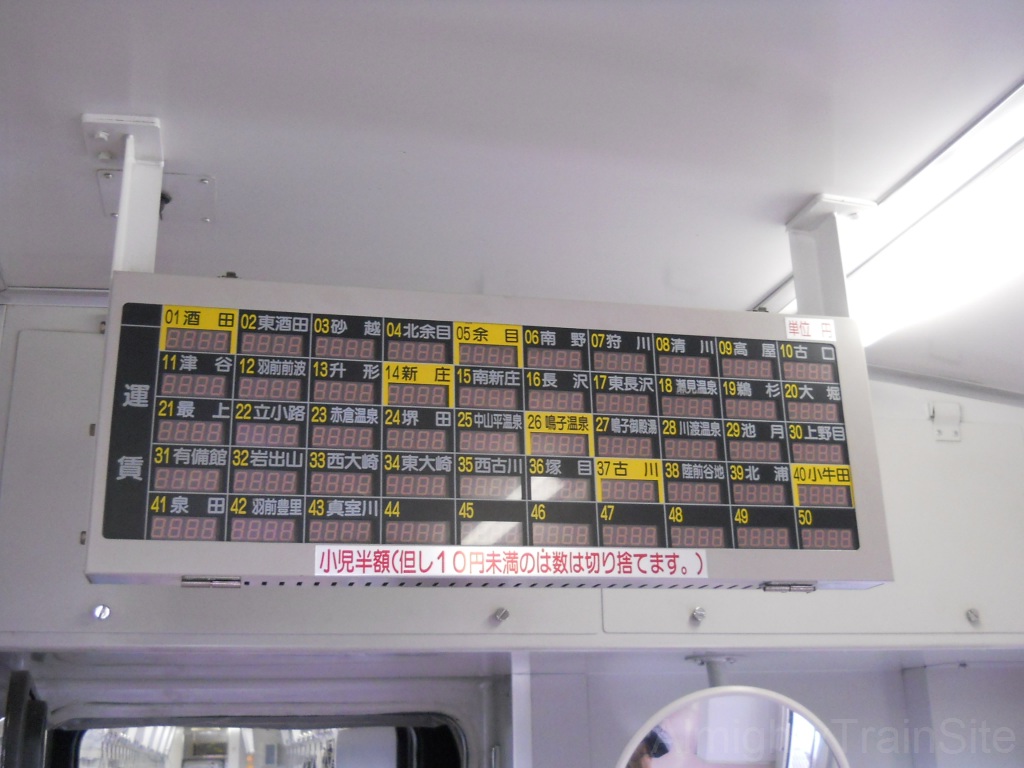 単位 円
01 酒田 02 東酒田 03 砂越 04 北余目 05 余目 06 南野 07 狩川 08 清川 09 高屋 10 古口
11 津谷 12 羽前前波 13 升形 14 新庄 15 南新庄 16 長沢 17 東長沢 18 瀬見温泉 19 鵜杉 20 大堀
運賃
21 最上 22 立小路 23 赤倉温泉 24 堺田 25 中山平温泉 26 鳴子温泉 27 鳴子御殿湯 28 川渡温泉 29 池月 30 上野目
31 有備館 32 岩出山 33 西大崎 34 東大崎 35 西古川 36 塚目 37 古川 38 陸前谷地 39 北浦 40 小牛田
41 泉田 42 羽前豊里 43 真室川 44 45 46 47 48 49 50
小児半額(但し10円未満のは数は切り捨てます。)
TrainSite